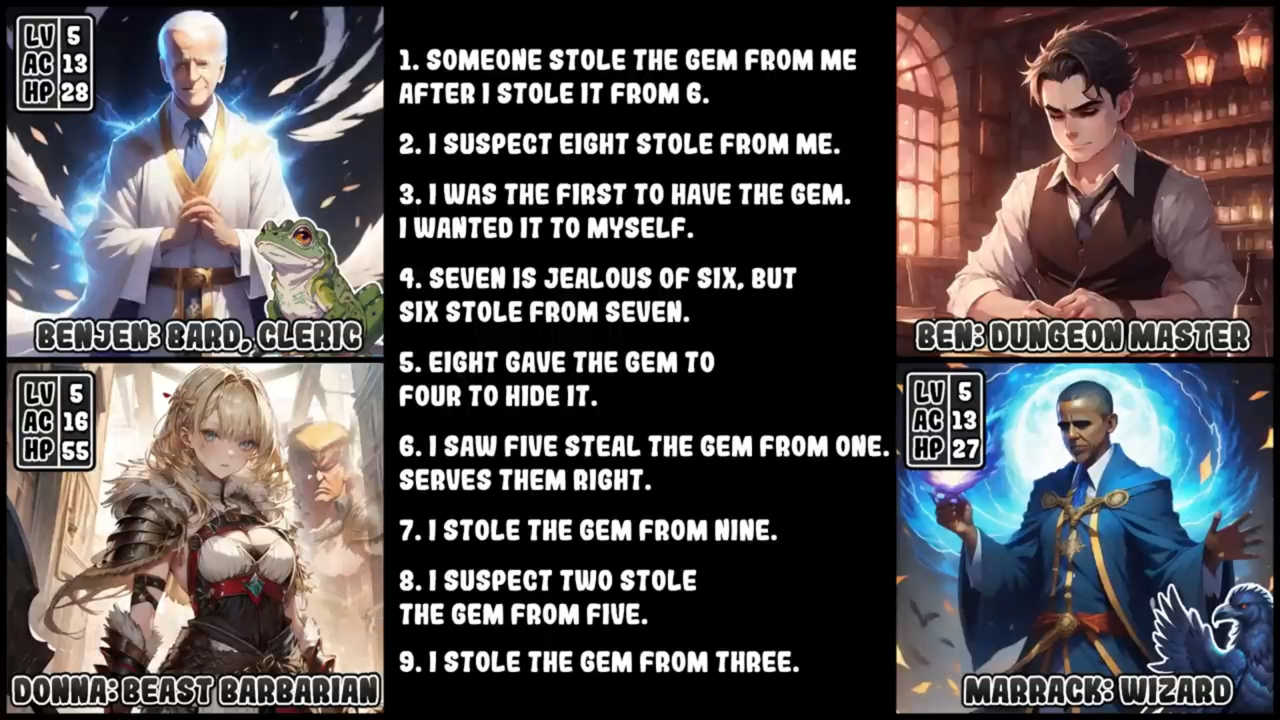 LV 5
AC 13
HP 28
BENJEN: BARD, CLERIC
LV 5
AC 16
HP 55
DONNA: BEAST BARBARIAN
1. SOMEONE STOLE THE GEM FROM ME
AFTER I STOLE IT FROM 6.
2. I SUSPECT EIGHT STOLE FROM ME.
3. I WAS THE FIRST TO HAVE THE GEM.
I WANTED IT TO MYSELF.
4. SEVEN IS JEALOUS OF SIX, BUT
SIX STOLE FROM SEVEN.
5. EIGHT GAVE THE GEM TO
FOUR TO HIDE IT.
6. I SAW FIVE STEAL THE GEM FROM ONE.
SERVES THEM RIGHT.
7. I STOLE THE GEM FROM NINE.
8. I SUSPECT TWO STOLE
THE GEM FROM FIVE.
9. I STOLE THE GEM FROM THREE.
BEN: DUNGEON MASTER
LV 5
AC 13
HP 27
MARRACK: WIZARD